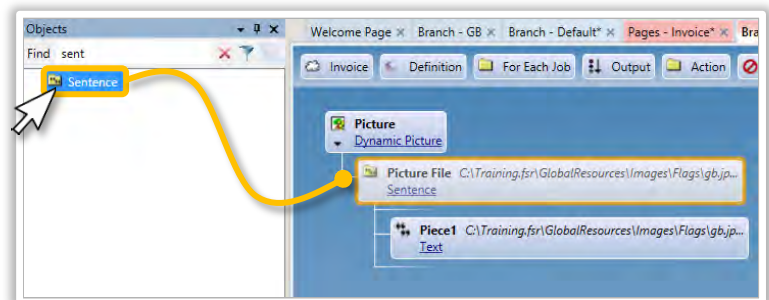 Objects
Find sent
Sentence
Welcome Page Branch - GB Branch - Default* Pages - Invoice* Bra
Invoice Definition For Each Job Output Action
Picture
Dynamic Picture
Picture File C:\Training.fsr\GlobalResources\Images\Flags\gb.jp...
Sentence
Piece1 C:\Training.fsr\GlobalResources\Images\Flags\gb.jp...
Text